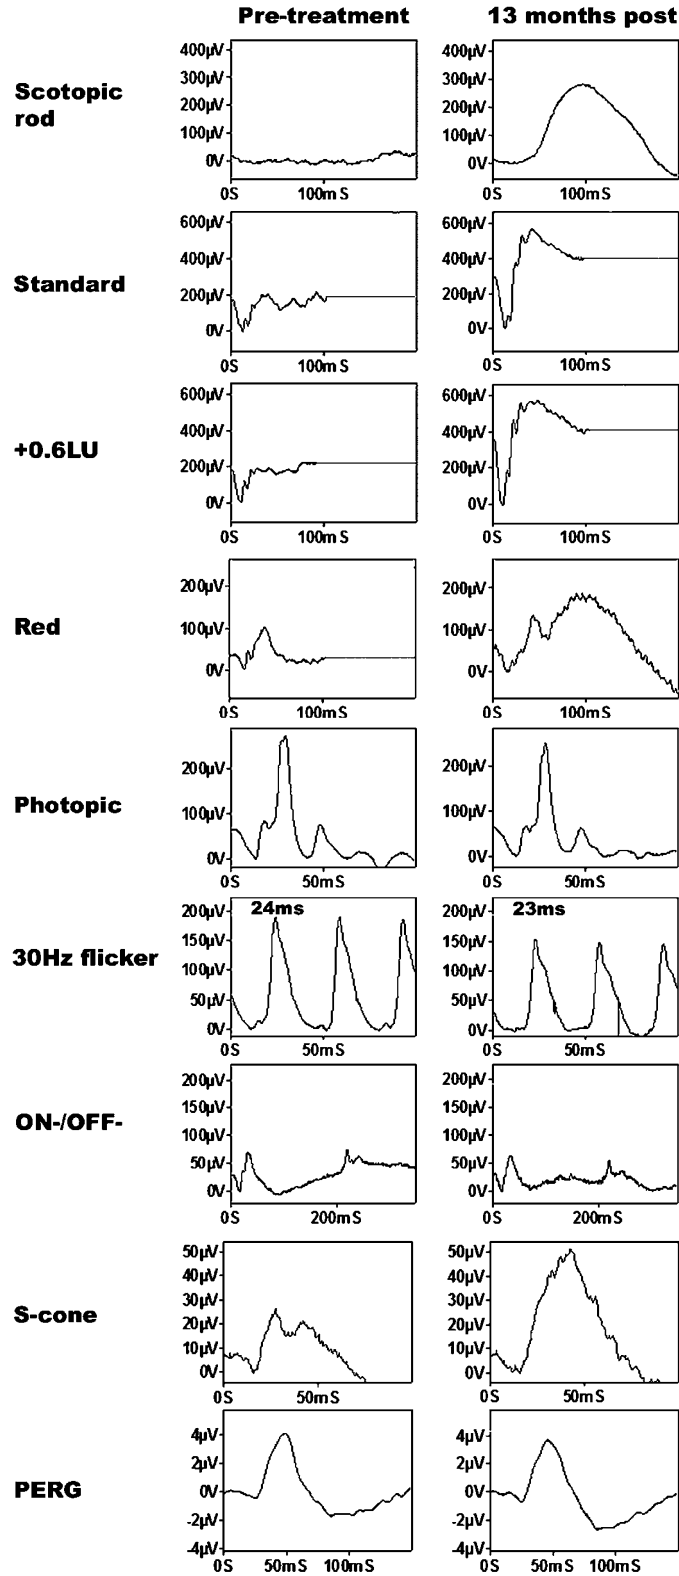 Pre-treatment 13 months post
Scotopic
rod
400µV
300µV
200µV
100µV
0V
0S 100mS
400µV
300µV
200µV
100µV
0V
0S 100mS
Standard
600µV
400µV
200µV
0V
0S 100mS
600µV
400µV
200µV
0V
0S 100mS
+0.6LU
600µV
400µV
200µV
0V
0S 100mS
600µV
400µV
200µV
0V
0S 100mS
Red
200µV
100µV
0V
0S 100mS
200µV
100µV
0V
0S 100mS
Photopic
200µV
100µV
0V
0S 50mS
200µV
100µV
0V
0S 50mS
30Hz flicker
24ms
200µV
150µV
100µV
50µV
0V
0S 50mS
23ms
200µV
150µV
100µV
50µV
0V
0S 50mS
ON-/OFF-
200µV
150µV
100µV
50µV
0V
0S 200mS
200µV
150µV
100µV
50µV
0V
0S 200mS
S-cone
50µV
40µV
30µV
20µV
10µV
0V
0S 50mS
50µV
40µV
30µV
20µV
10µV
0V
0S 50mS
PERG
4µV
2µV
0V
-2µV
-4µV
0S 50mS 100mS
4µV
2µV
0V
-2µV
-4µV
0S 50mS 100mS